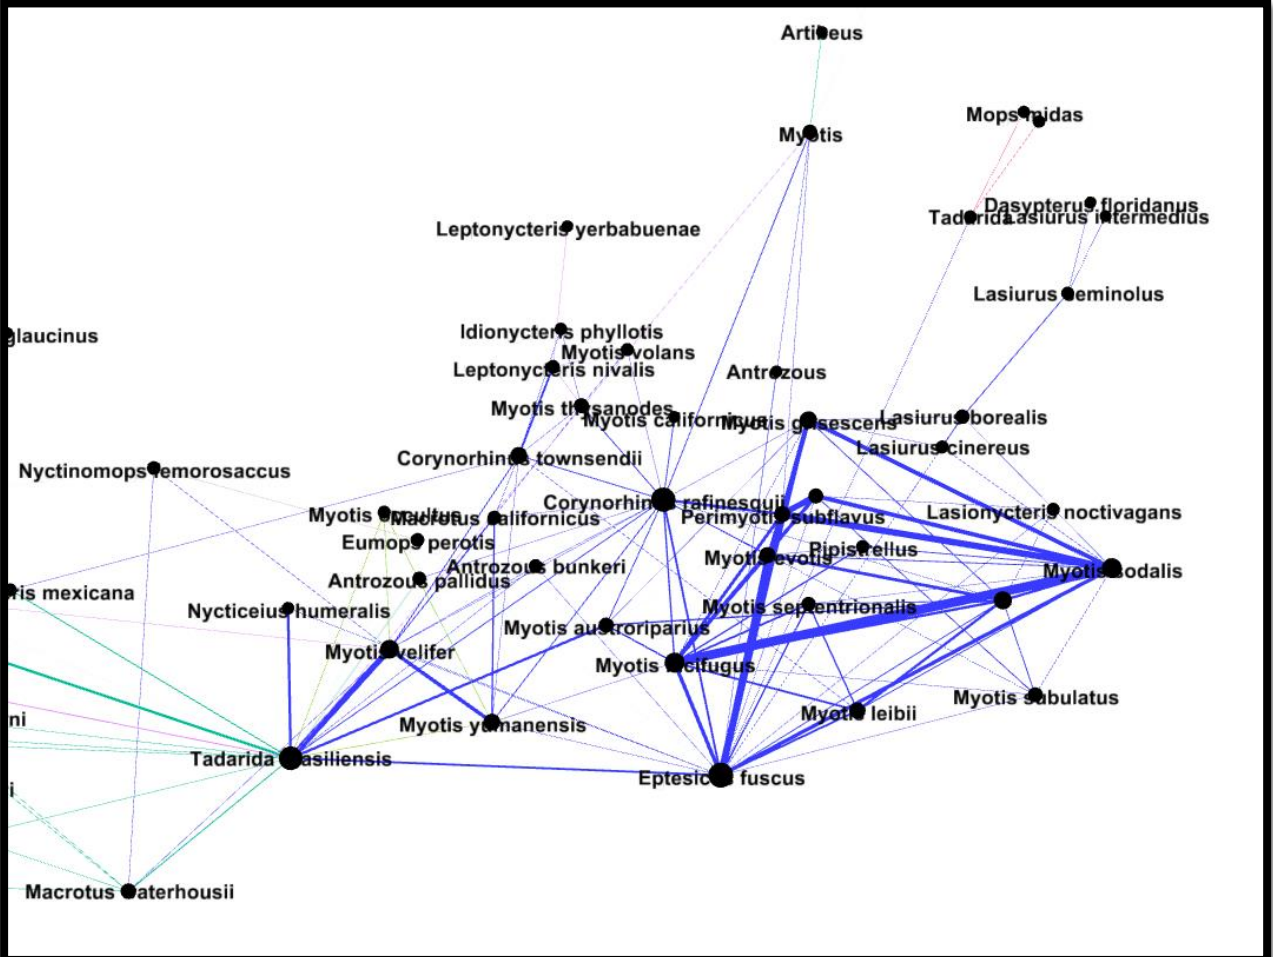 Artibeus
Myotis
Mops midas
Dasypterus floridanus
Tadarida
Lasiurus intermedius
Leptonycteris yerbabuenae
Lasiurus seminolus
glaucinus
Idionycteris phyllotis
Myotis volans
Leptonycteris nivalis
Antrozous
Myotis thysanodes
Myotis californicus
Myotis grisescens
Lasiurus borealis
Lasiurus cinereus
Corynorhinus townsendii
Nyctinomops femorosaccus
Corynorhinus rafinesquii
Myotis occultus
Macrotus californicus
Perimyotis subflavus
Lasionycteris noctivagans
Eumops perotis
Pipistrellus
Myotis evotis
Antrozous bunkeri
Myotis sodalis
Antrozous pallidus
ris mexicana
Nycticeius humeralis
Myotis septentrionalis
Myotis austroriparius
Myotis velifer
Myotis lucifugus
Myotis subulatus
ni
Myotis yumanensis
Myotis leibii
Tadarida brasiliensis
Eptesicus fuscus
i
Macrotus waterhousii